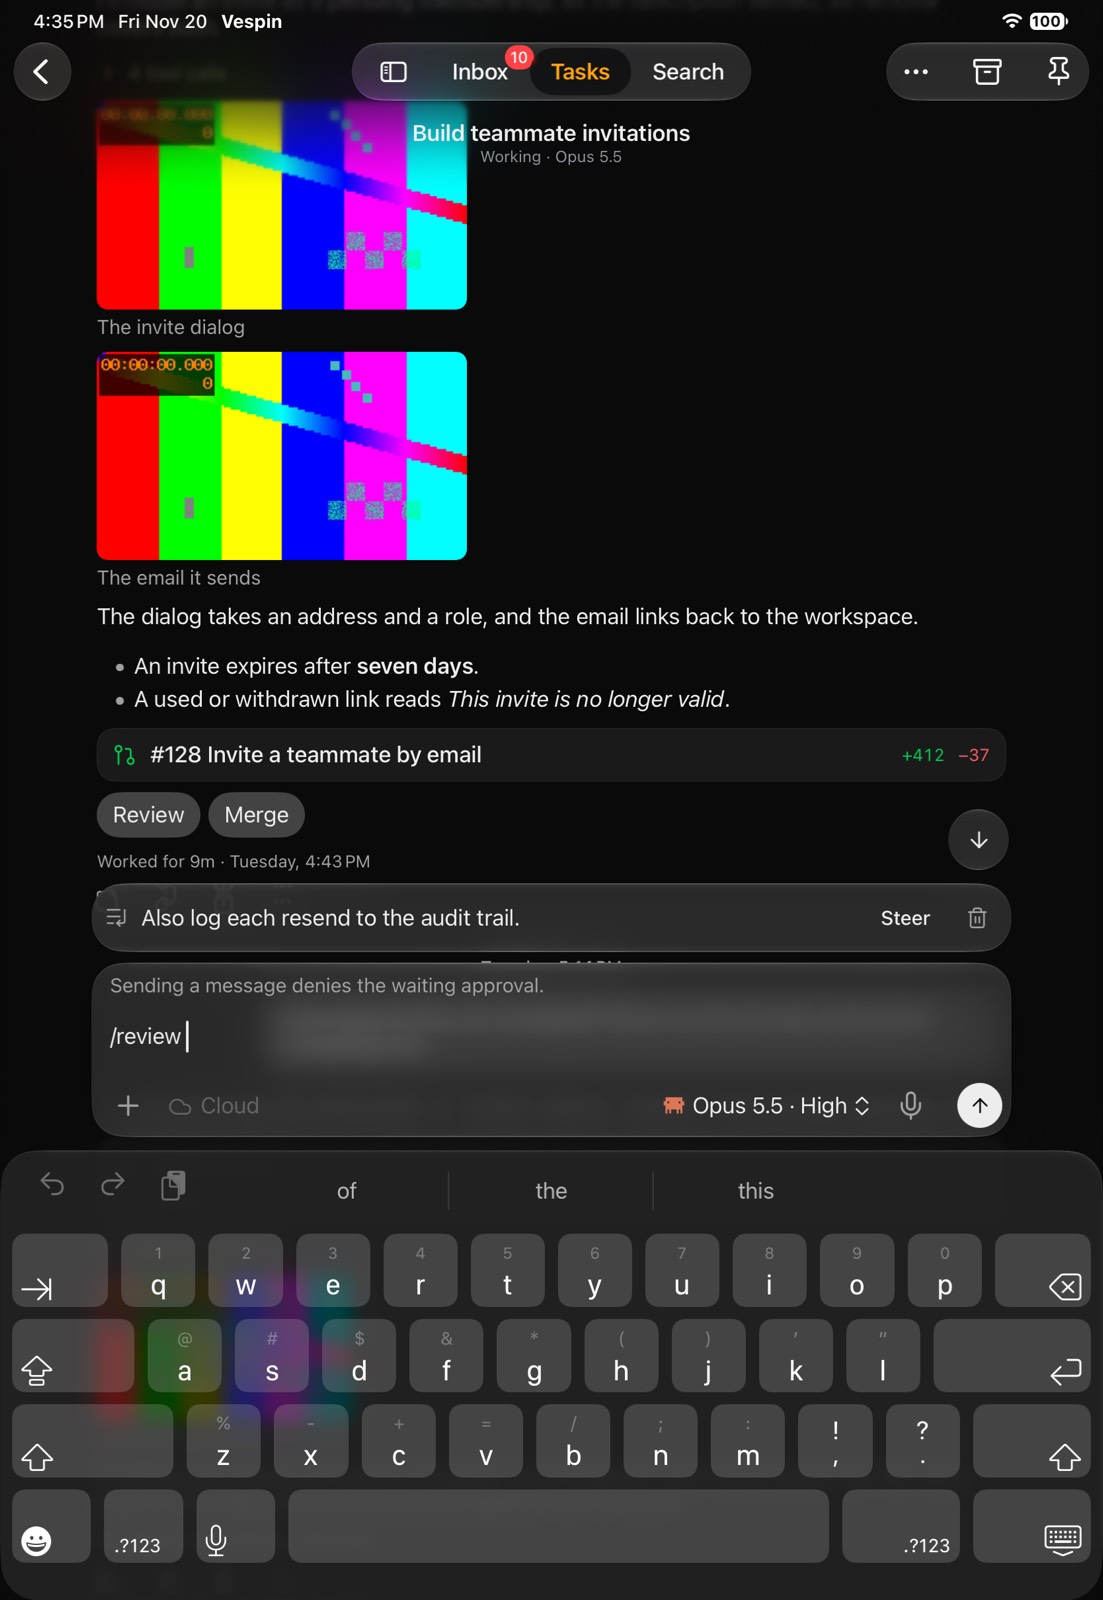 4:35 PM Fri Nov 20 Vespin
100
Inbox 10 Tasks Search
Build teammate invitations
Working · Opus 5.5
00:00:00.000
0
The invite dialog
00:00:00.000
0
The email it sends
The dialog takes an address and a role, and the email links back to the workspace.
• An invite expires after seven days.
• A used or withdrawn link reads This invite is no longer valid.
#128 Invite a teammate by email +412 −37
Review Merge
Worked for 9m · Tuesday, 4:43 PM
Also log each resend to the audit trail. Steer
Sending a message denies the waiting approval.
/review
Cloud Opus 5.5 · High
of the this
1 2 3 4 5 6 7 8 9 0
q w e r t y u i o p
@ # $ & * ( ) ' "
a s d f g h j k l
% - + = / ; : ! ?
z x c v b n m , .
.?123 .?123